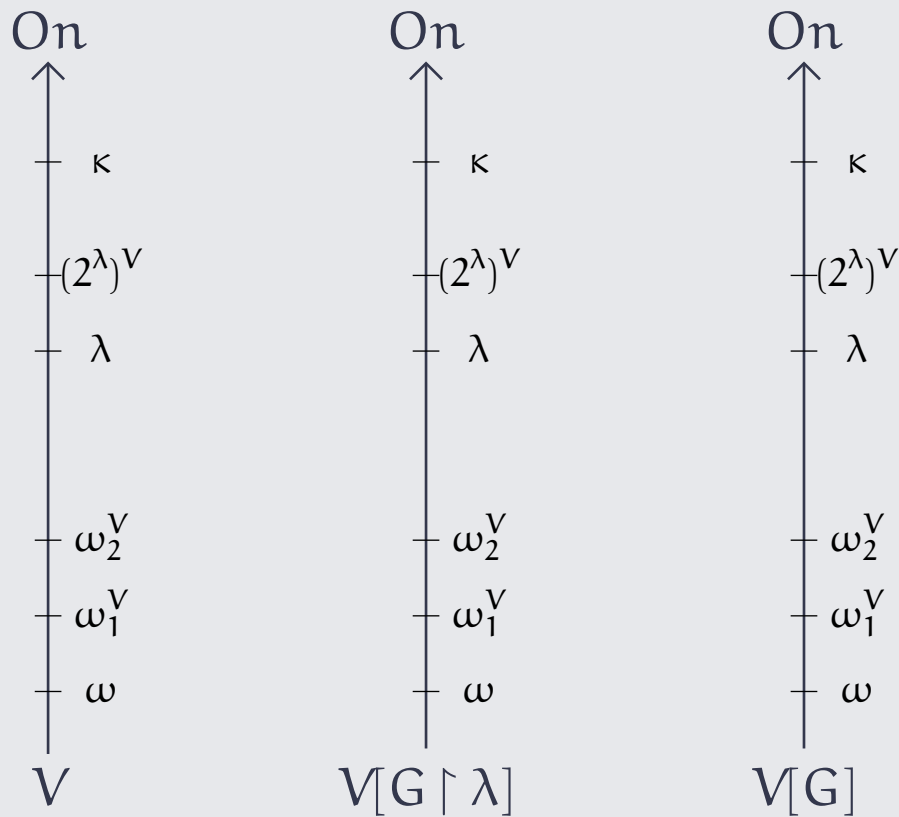 On On On
κ κ κ
(2^λ)^V (2^λ)^V (2^λ)^V
λ λ λ
ω_2^V ω_2^V ω_2^V
ω_1^V ω_1^V ω_1^V
ω ω ω
V V[G ↾ λ] V[G]